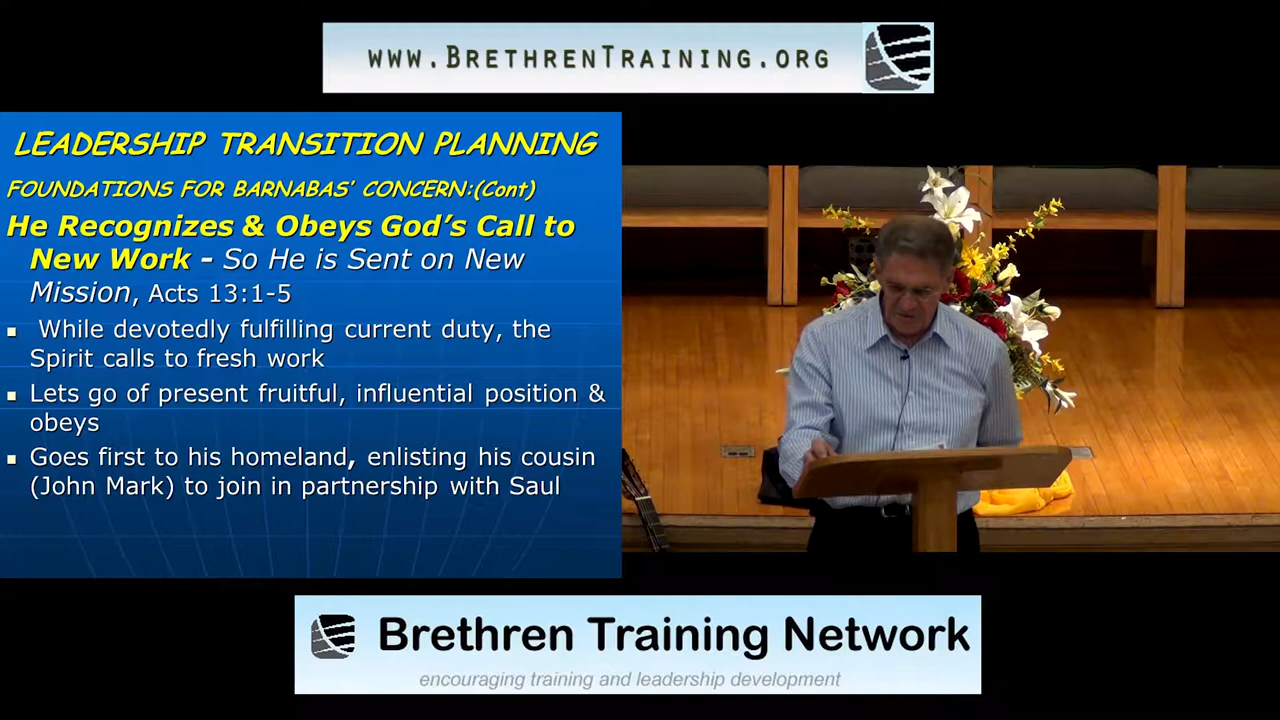 www.BrethrenTraining.org
LEADERSHIP TRANSITION PLANNING
FOUNDATIONS FOR BARNABAS' CONCERN:(Cont)
He Recognizes & Obeys God's Call to
New Work - So He is Sent on New
Mission, Acts 13:1-5
While devotedly fulfilling current duty, the
Spirit calls to fresh work
Lets go of present fruitful, influential position &
obeys
Goes first to his homeland, enlisting his cousin
(John Mark) to join in partnership with Saul
Brethren Training Network
encouraging training and leadership development